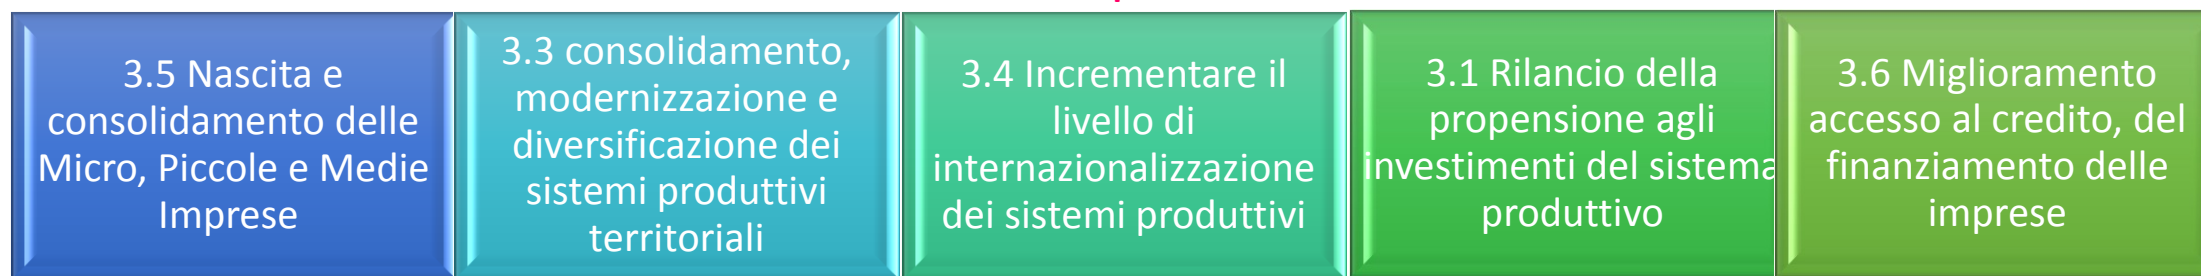 3.5 Nascita e
consolidamento delle
Micro, Piccole e Medie
Imprese
3.3 consolidamento,
modernizzazione e
diversificazione dei
sistemi produttivi
territoriali
3.4 Incrementare il
livello di
internazionalizzazione
dei sistemi produttivi
3.1 Rilancio della
propensione agli
investimenti del sistema
produttivo
3.6 Miglioramento
accesso al credito, del
finanziamento delle
imprese